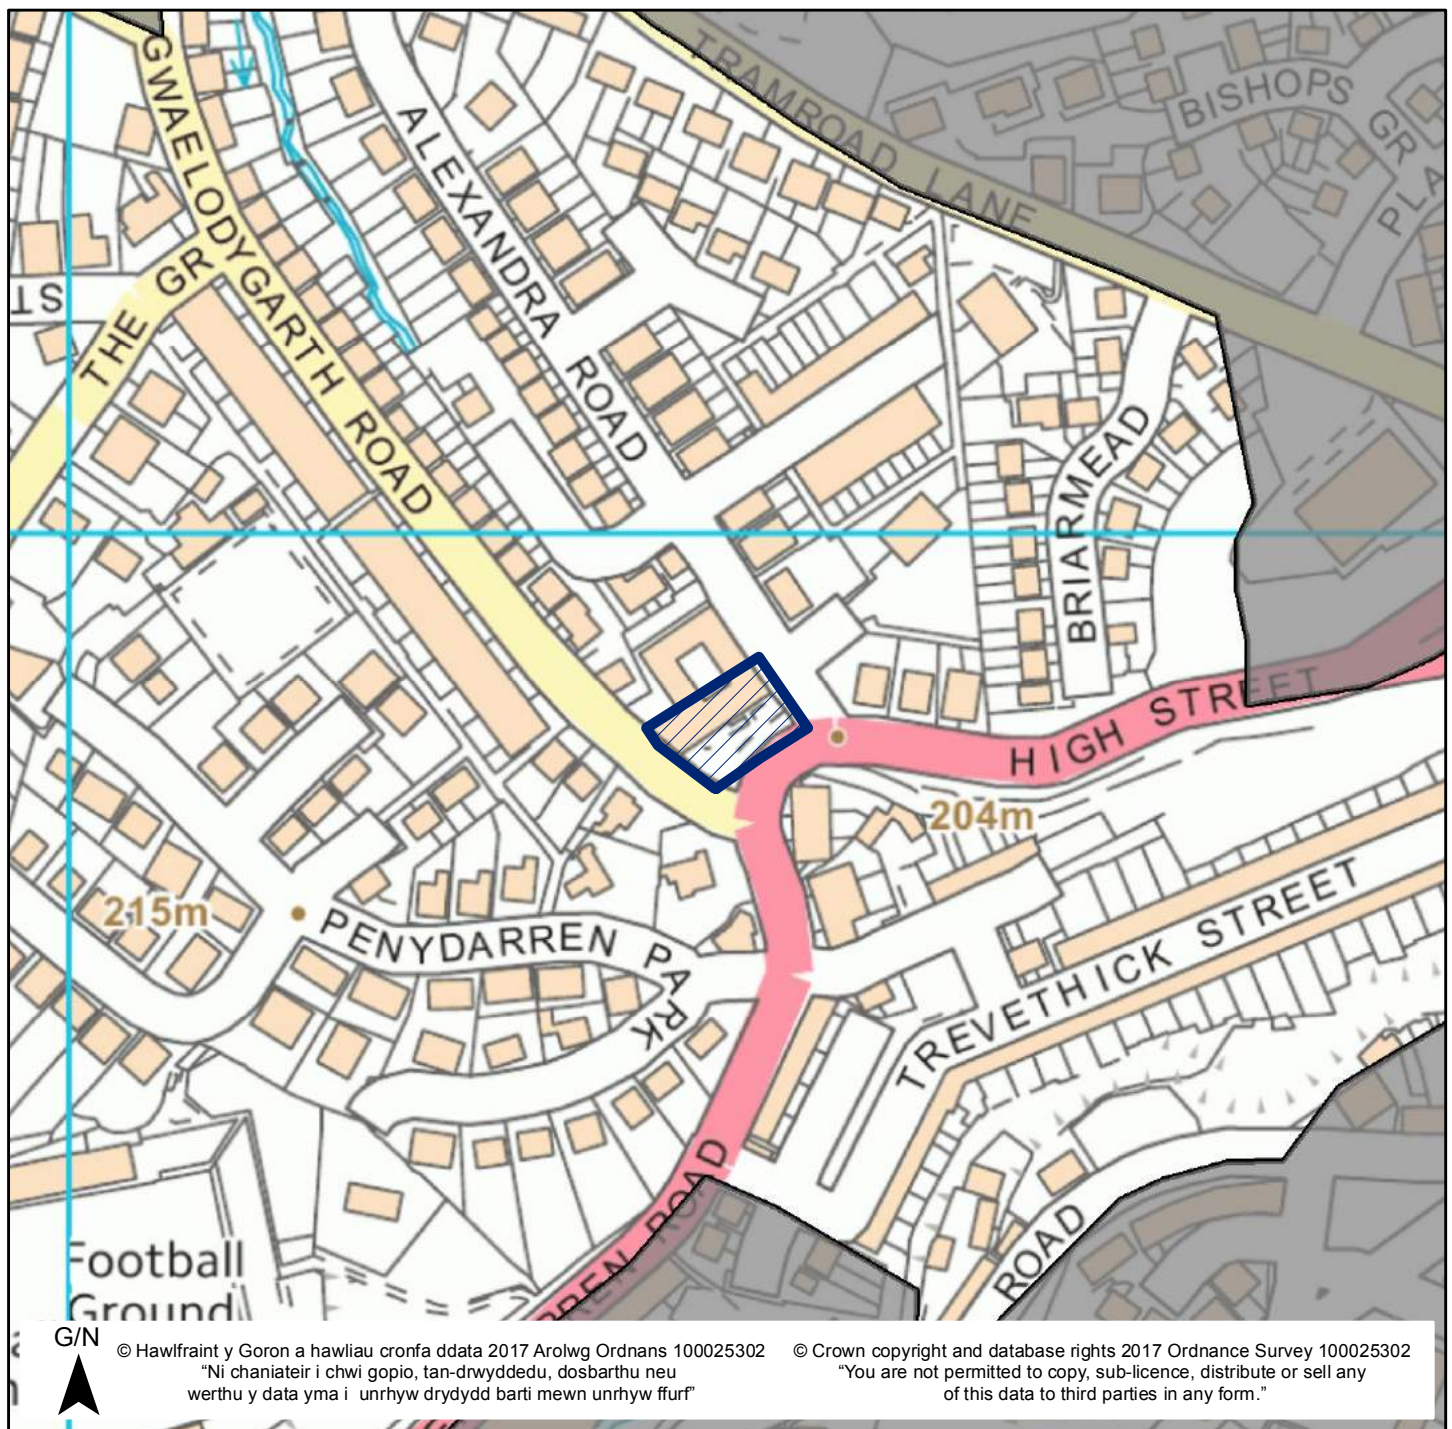 GWAELODYGARTH ROAD
ALEXANDRA ROAD
TRAMROAD LANE
BISHOPS GR
PLA
ST
THE GR
BRIARMEAD
HIGH STREET
204m
215m
PENYDARREN PARK
TREVETHICK STREET
RREN ROAD
ROAD
Football
Ground
G/N
© Hawlfraint y Goron a hawliau cronfa ddata 2017 Arolwg Ordnans 100025302
“Ni chaniateir i chwi gopio, tan-drwyddedu, dosbarthu neu
werthu y data yma i unrhyw drydydd barti mewn unrhyw ffurf”
© Crown copyright and database rights 2017 Ordnance Survey 100025302
“You are not permitted to copy, sub-licence, distribute or sell any
of this data to third parties in any form.”